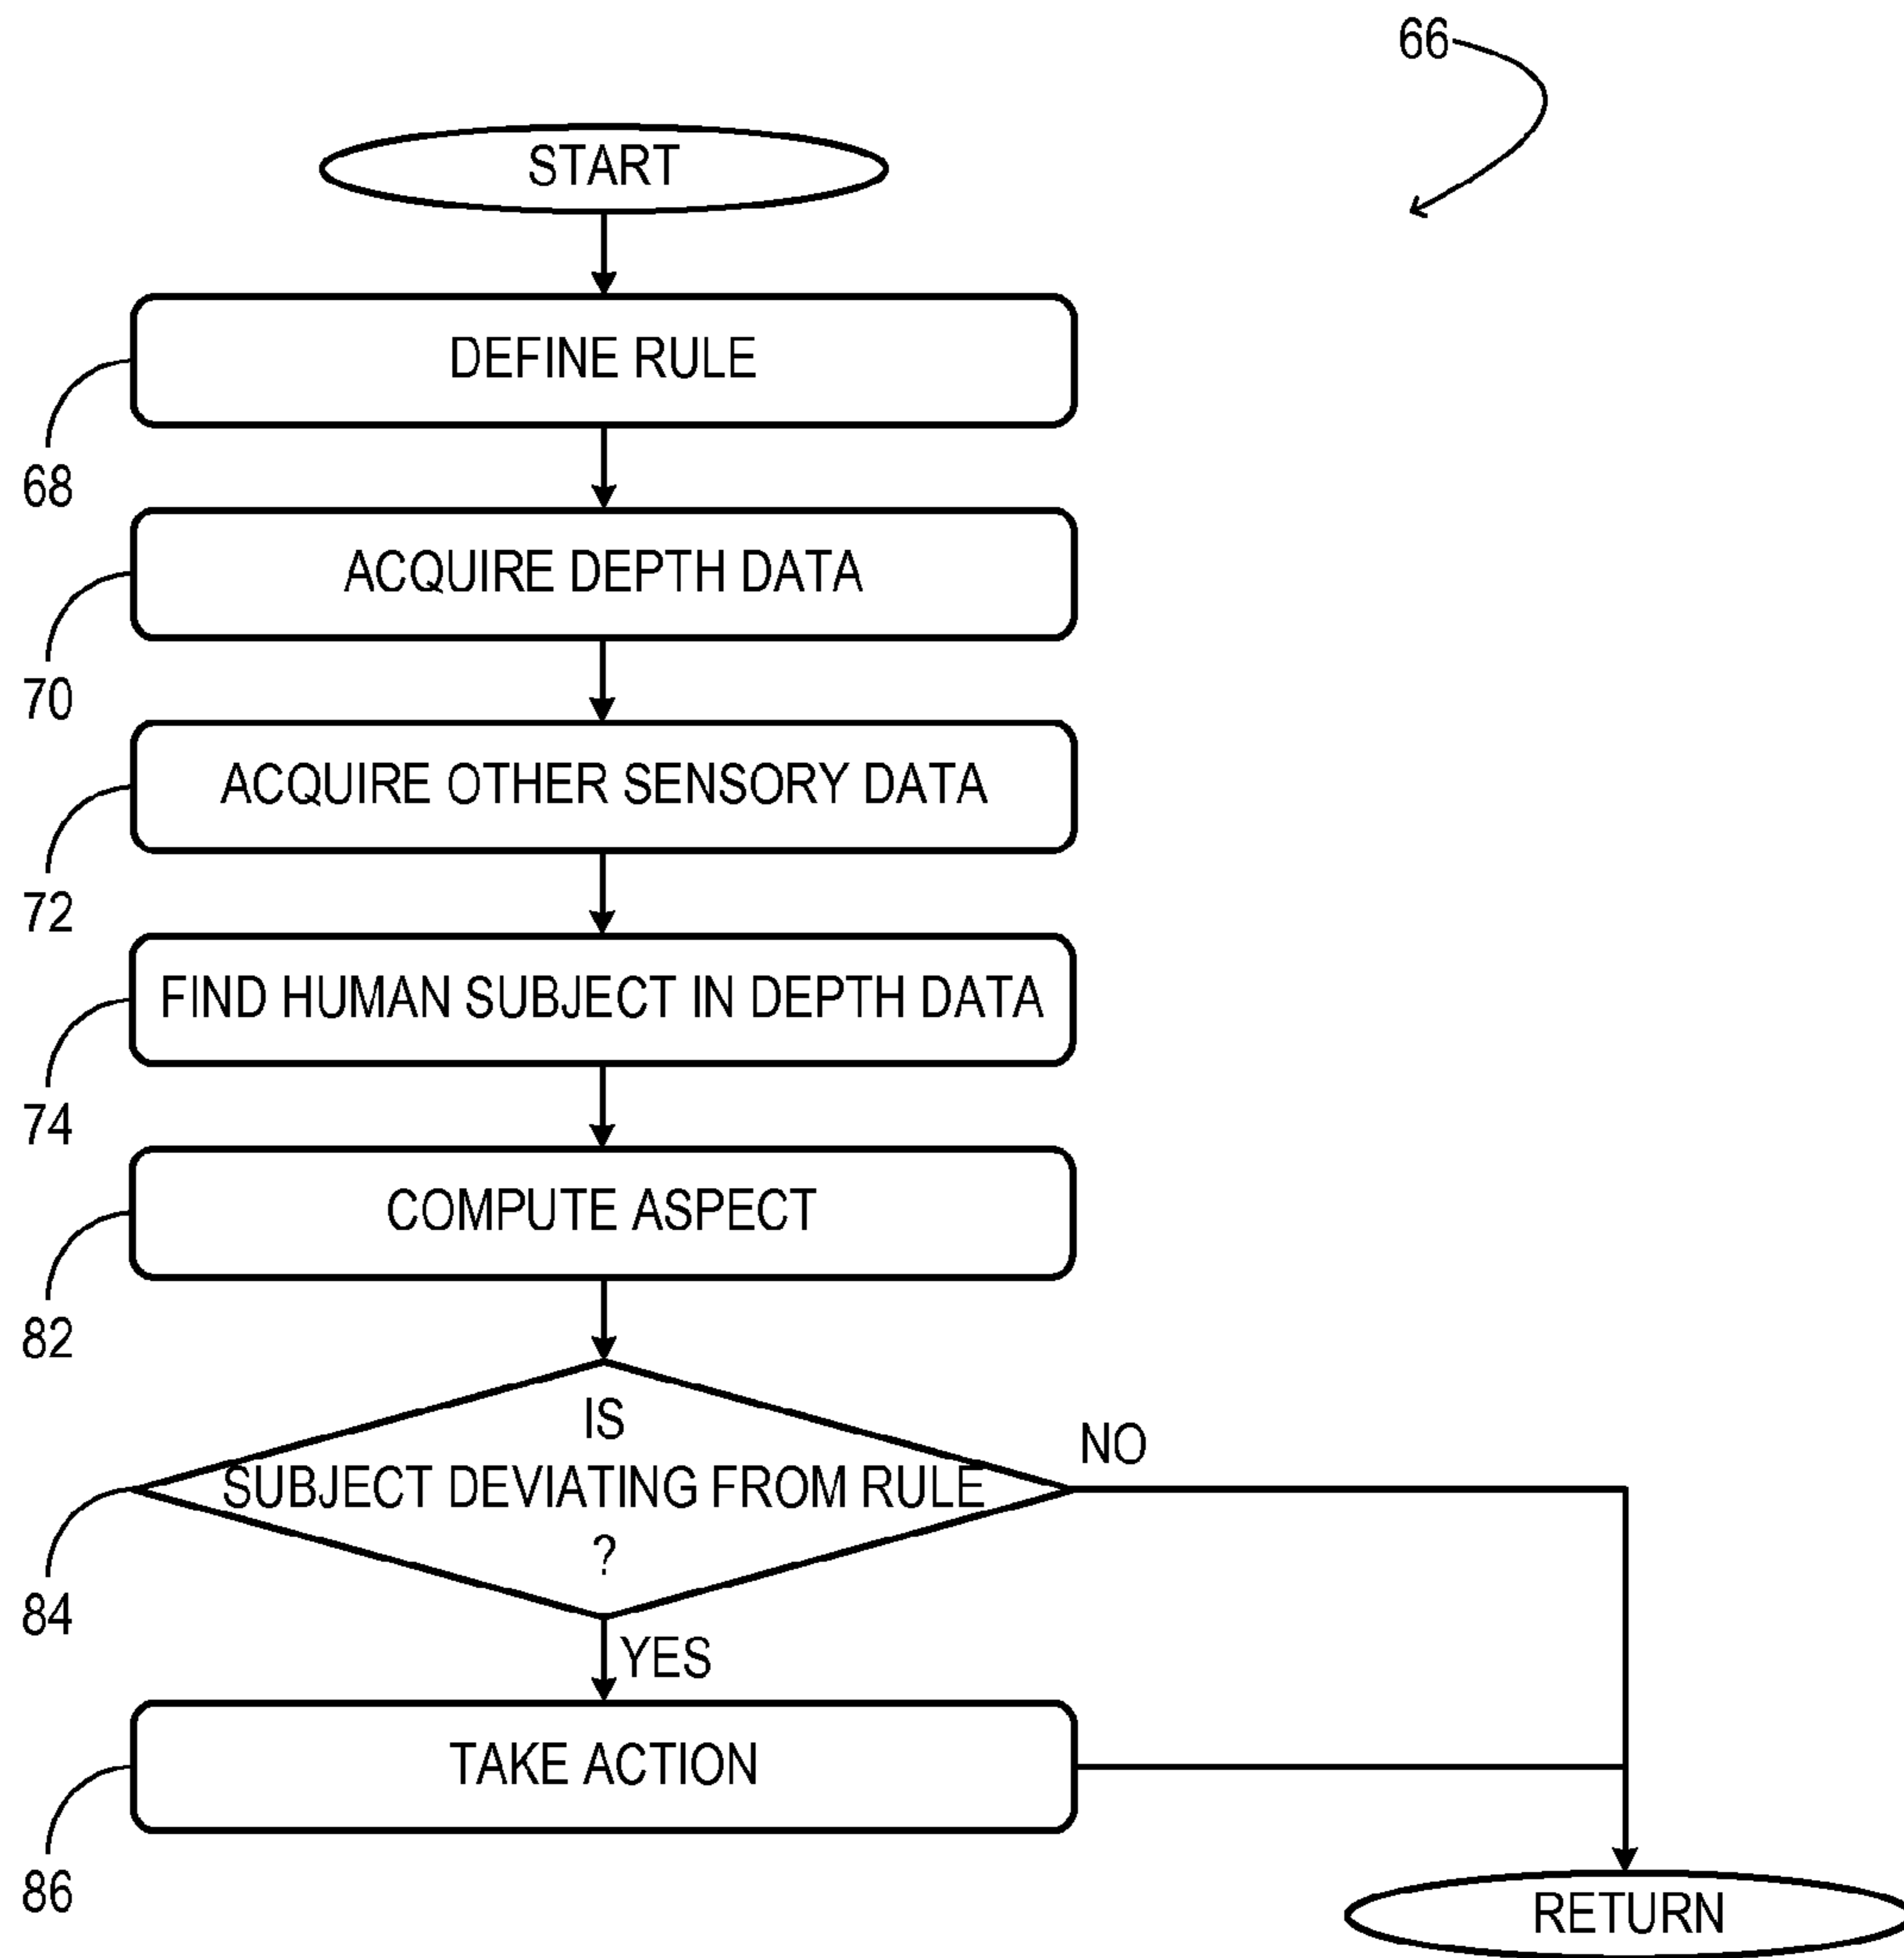 66
START
DEFINE RULE
68
ACQUIRE DEPTH DATA
70
ACQUIRE OTHER SENSORY DATA
72
FIND HUMAN SUBJECT IN DEPTH DATA
74
COMPUTE ASPECT
82
IS
SUBJECT DEVIATING FROM RULE
?
NO
84
YES
TAKE ACTION
86
RETURN